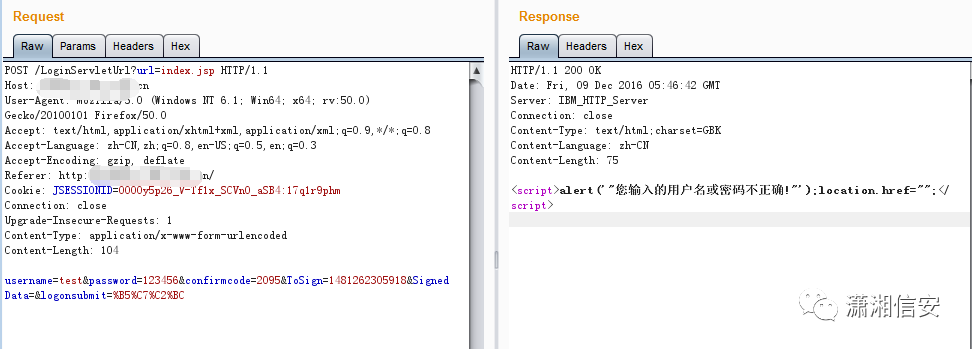 Request
Raw
Params
Headers
Hex
POST /LoginServletUrl?url=index.jsp HTTP/1.1
Host:
User-Agent: Mozilla/5.0 (Windows NT 6.1; Win64; x64; rv:50.0)
Gecko/20100101 Firefox/50.0
Accept: text/html,application/xhtml+xml,application/xml;q=0.9,*/*;q=0.8
Accept-Language: zh-CN,zh;q=0.8,en-US;q=0.5,en;q=0.3
Accept-Encoding: gzip, deflate
Referer: http:
Cookie: JSESSIONID=0000y5p26_V-Tf1x_SCVn0_aSB4:17q1r9phm
Connection: close
Upgrade-Insecure-Requests: 1
Content-Type: application/x-www-form-urlencoded
Content-Length: 104
username=test&password=123456&confirmcode=2095&ToSign=1481262305918&Signed
Data=&logonsubmit=%B5%C7%C2%BC
Response
Raw
Headers
Hex
HTTP/1.1 200 OK
Date: Fri, 09 Dec 2016 05:46:42 GMT
Server: IBM_HTTP_Server
Connection: close
Content-Type: text/html;charset=GBK
Content-Language: zh-CN
Content-Length: 75
<script>alert('"您输入的用户名或密码不正确!"');location.href="";</
script>
潇湘信安